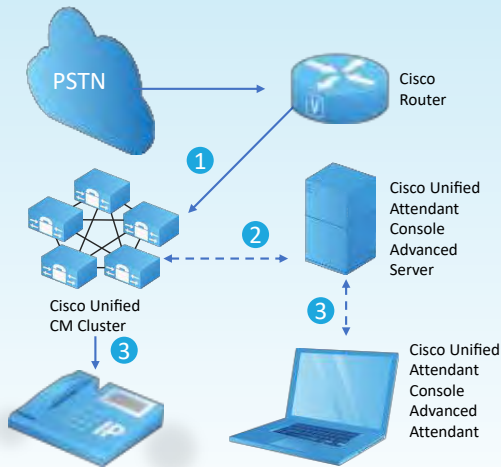 PSTN
V
Cisco
Router
1
Cisco Unified
Attendant
Console
Advanced
Server
2
Cisco Unified
CM Cluster
3
3
IP
Cisco Unified
Attendant
Console
Advanced
Attendant